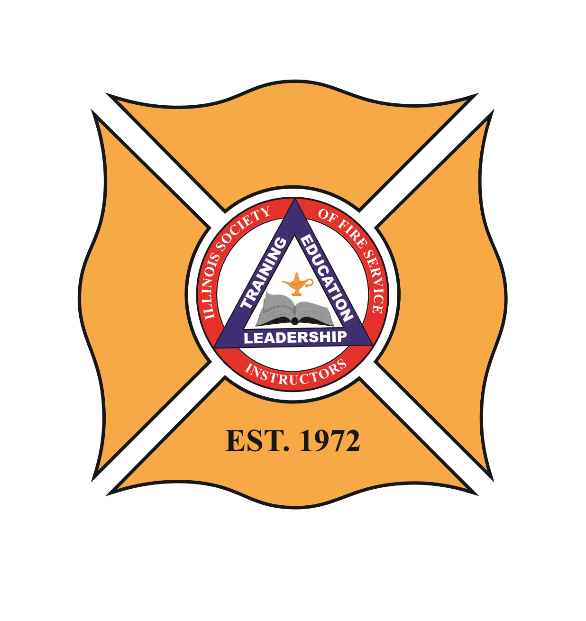 ILLINOIS SOCIETY
OF FIRE SERVICE
INSTRUCTORS
TRAINING
EDUCATION
LEADERSHIP
EST. 1972